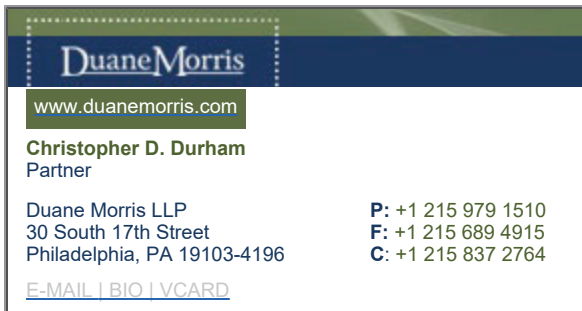 DuaneMorris
www.duanemorris.com
Christopher D. Durham
Partner
Duane Morris LLP
30 South 17th Street
Philadelphia, PA 19103-4196
P: +1 215 979 1510
F: +1 215 689 4915
C: +1 215 837 2764
E-MAIL | BIO | VCARD